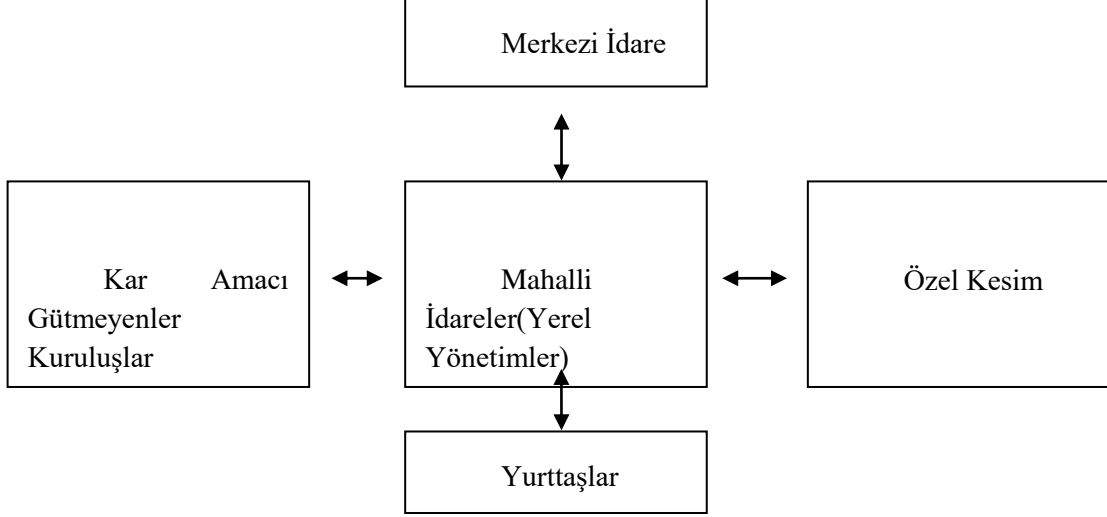 Merkezi İdare
Kar Amacı
Gütmeyenler
Kuruluşlar
Mahalli
İdareler(Yerel
Yönetimler)
Özel Kesim
Yurttaşlar